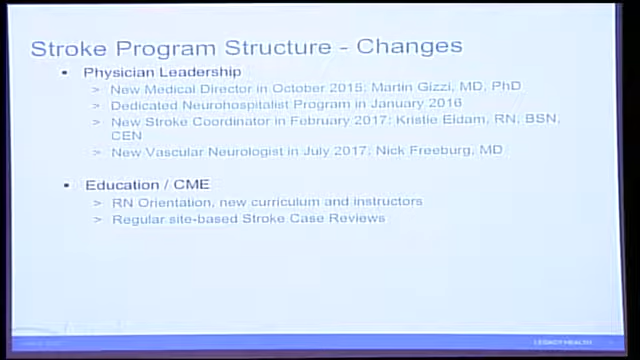 Stroke Program Structure - Changes
• Physician Leadership
> New Medical Director in October 2015; Martin Gizzi, MD, PhD
> Dedicated Neurohospitalist Program in January 2016
> New Stroke Coordinator in February 2017; Kristie Eidam, RN, BSN,
CEN
> New Vascular Neurologist in July 2017; Nick Freeburg, MD
• Education / CME
> RN Orientation, new curriculum and instructors
> Regular site-based Stroke Case Reviews
LEGACY HEALTH